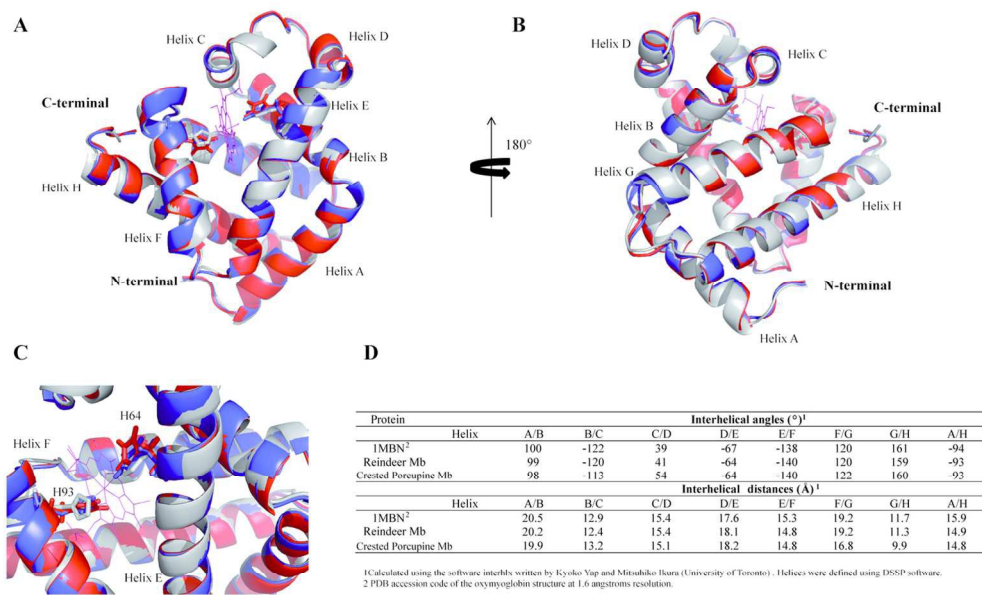 A
Helix C
Helix D
C-terminal
Helix E
Helix B
Helix H
Helix F
N-terminal
Helix A
180°
B
Helix D
Helix C
C-terminal
Helix B
Helix G
Helix H
N-terminal
Helix A
C
H64
Helix F
H93
Helix E
D
Protein Interhelical angles (°)1
Helix A/B B/C C/D D/E E/F F/G G/H A/H
1MBN2 100 -122 39 -67 -138 120 161 -94
Reindeer Mb 99 -120 41 -64 -140 120 159 -93
Crested Porcupine Mb 98 -113 54 -64 -140 122 160 -93
Interhelical distances (Å) 1
Helix A/B B/C C/D D/E E/F F/G G/H A/H
1MBN2 20.5 12.9 15.4 17.6 15.3 19.2 11.7 15.9
Reindeer Mb 20.2 12.4 15.4 18.1 14.8 19.2 11.3 14.9
Crested Porcupine Mb 19.9 13.2 15.1 18.2 14.8 16.8 9.9 14.8
1Calculated using the software interhlx written by Kyoko Yap and Mitsuhiko Ikura (University of Toronto) . Helices were defined using DSSP software.
2 PDB accession code of the oxymyoglobin structure at 1.6 angstroms resolution.